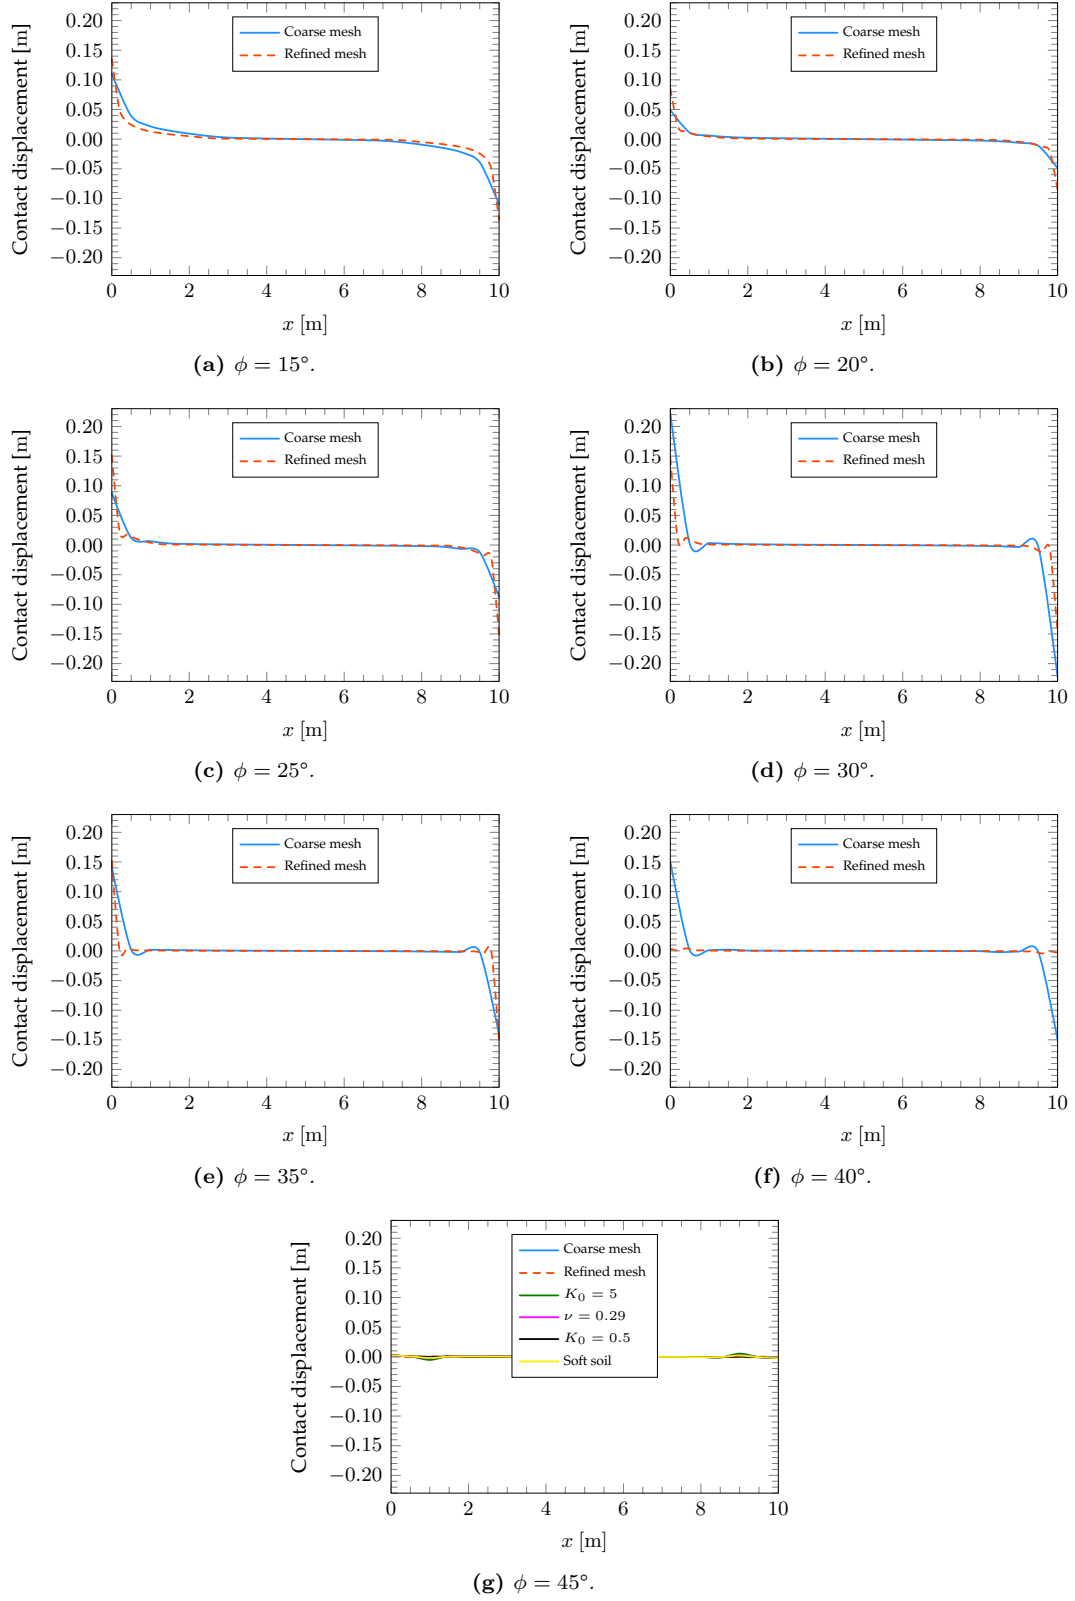 Contact displacement [m]
0.20
0.15
0.10
0.05
0.00
−0.05
−0.10
−0.15
−0.20
Coarse mesh
Refined mesh
0 2 4 6 8 10
x [m]
(a) ϕ = 15°.
Contact displacement [m]
0.20
0.15
0.10
0.05
0.00
−0.05
−0.10
−0.15
−0.20
Coarse mesh
Refined mesh
0 2 4 6 8 10
x [m]
(b) ϕ = 20°.
Contact displacement [m]
0.20
0.15
0.10
0.05
0.00
−0.05
−0.10
−0.15
−0.20
Coarse mesh
Refined mesh
0 2 4 6 8 10
x [m]
(c) ϕ = 25°.
Contact displacement [m]
0.20
0.15
0.10
0.05
0.00
−0.05
−0.10
−0.15
−0.20
Coarse mesh
Refined mesh
0 2 4 6 8 10
x [m]
(d) ϕ = 30°.
Contact displacement [m]
0.20
0.15
0.10
0.05
0.00
−0.05
−0.10
−0.15
−0.20
Coarse mesh
Refined mesh
0 2 4 6 8 10
x [m]
(e) ϕ = 35°.
Contact displacement [m]
0.20
0.15
0.10
0.05
0.00
−0.05
−0.10
−0.15
−0.20
Coarse mesh
Refined mesh
0 2 4 6 8 10
x [m]
(f) ϕ = 40°.
Contact displacement [m]
0.20
0.15
0.10
0.05
0.00
−0.05
−0.10
−0.15
−0.20
Coarse mesh
Refined mesh
K₀ = 5
ν = 0.29
K₀ = 0.5
Soft soil
0 2 4 6 8 10
x [m]
(g) ϕ = 45°.